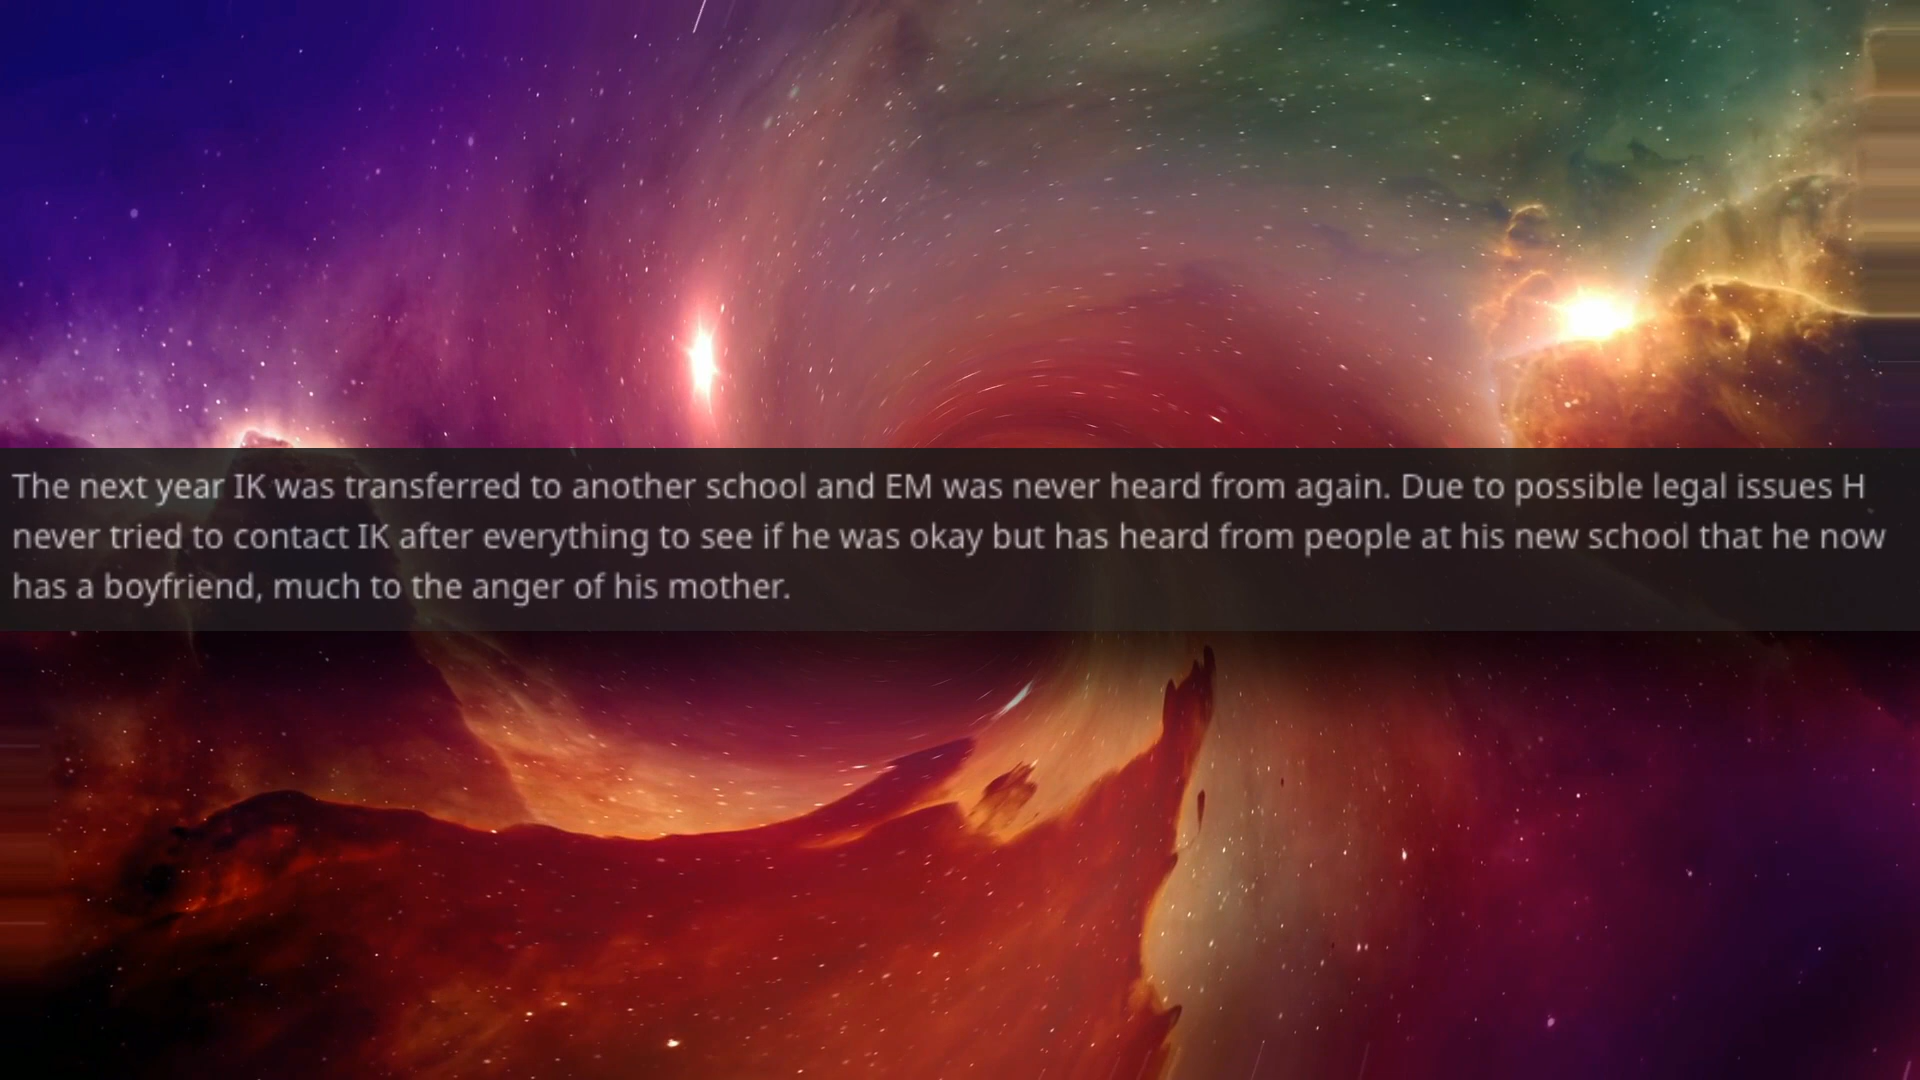 The next year IK was transferred to another school and EM was never heard from again. Due to possible legal issues H
never tried to contact IK after everything to see if he was okay but has heard from people at his new school that he now
has a boyfriend, much to the anger of his mother.